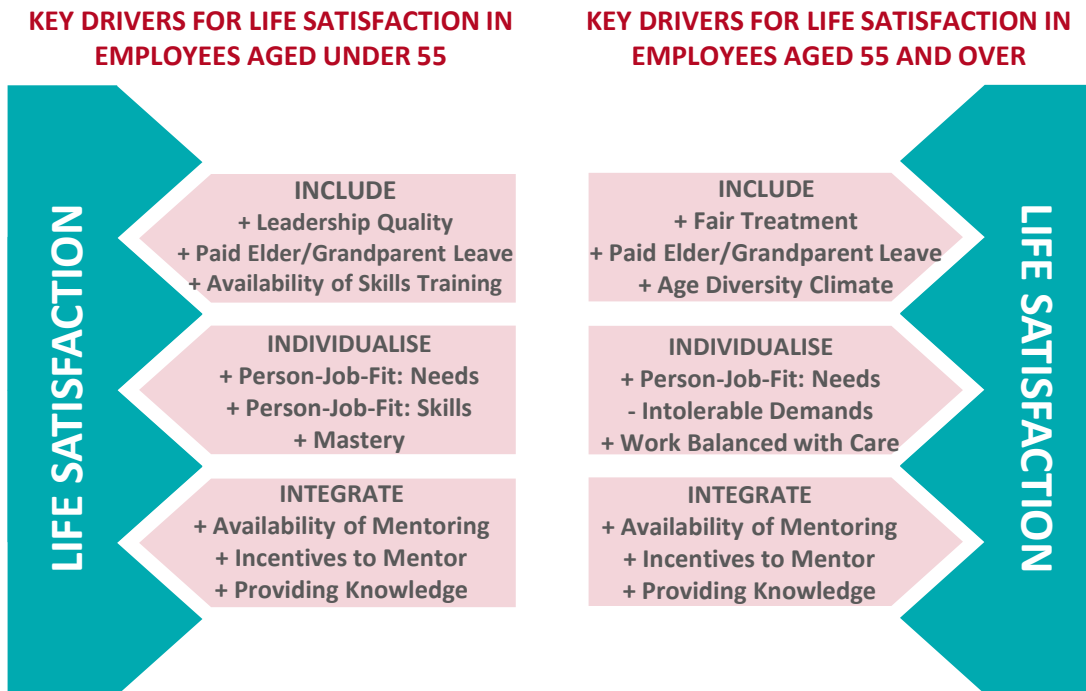 KEY DRIVERS FOR LIFE SATISFACTION IN
EMPLOYEES AGED UNDER 55
LIFE SATISFACTION
INCLUDE
+ Leadership Quality
+ Paid Elder/Grandparent Leave
+ Availability of Skills Training
INDIVIDUALISE
+ Person-Job-Fit: Needs
+ Person-Job-Fit: Skills
+ Mastery
INTEGRATE
+ Availability of Mentoring
+ Incentives to Mentor
+ Providing Knowledge
KEY DRIVERS FOR LIFE SATISFACTION IN
EMPLOYEES AGED 55 AND OVER
INCLUDE
+ Fair Treatment
+ Paid Elder/Grandparent Leave
+ Age Diversity Climate
INDIVIDUALISE
+ Person-Job-Fit: Needs
- Intolerable Demands
+ Work Balanced with Care
INTEGRATE
+ Availability of Mentoring
+ Incentives to Mentor
+ Providing Knowledge
LIFE SATISFACTION